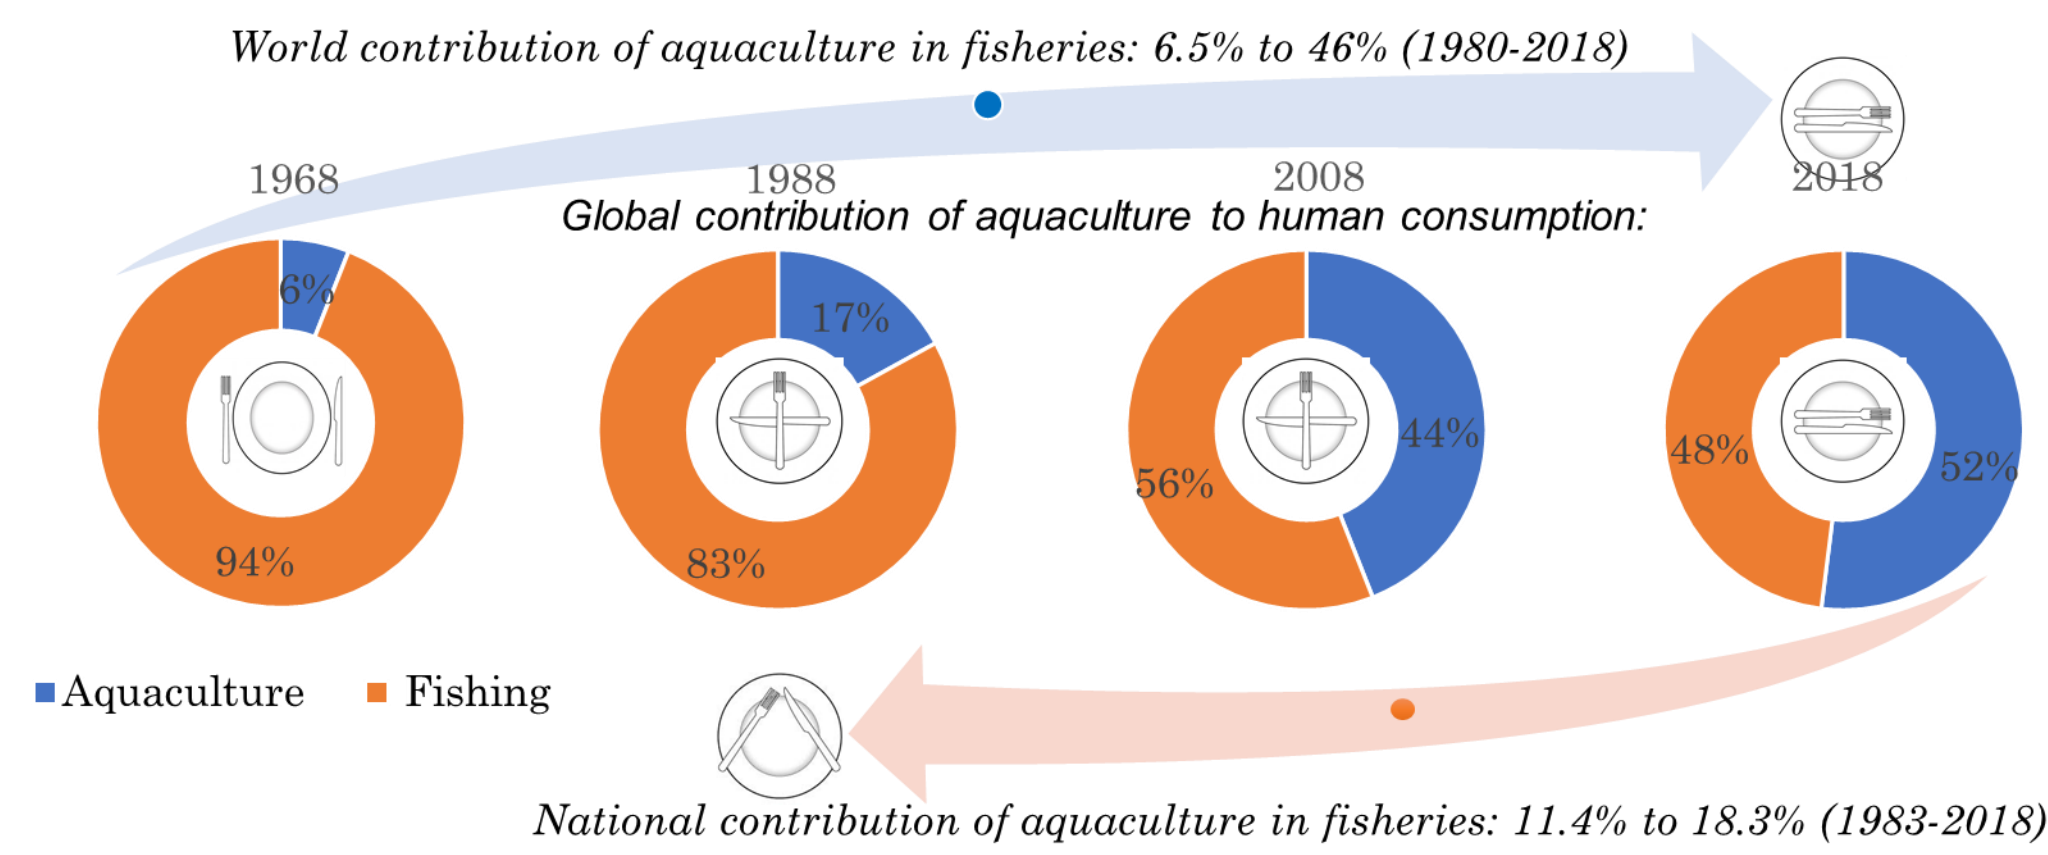 World contribution of aquaculture in fisheries: 6.5% to 46% (1980-2018)
1968
1988
2008
2018
Global contribution of aquaculture to human consumption:
6%
94%
17%
83%
44%
56%
48%
52%
Aquaculture
Fishing
National contribution of aquaculture in fisheries: 11.4% to 18.3% (1983-2018)